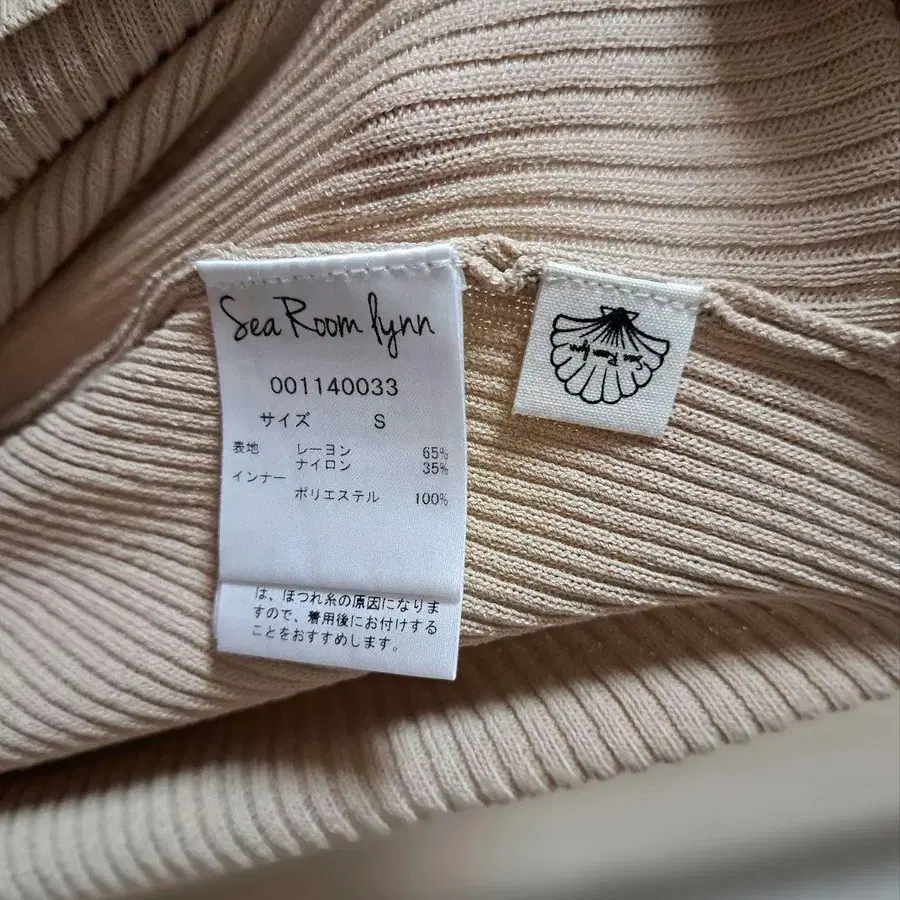 Sea Room lynn
001140033
サイズ S
表地 レーヨン 65%
ナイロン 35%
インナー
ポリエステル 100%
は、ほつれ糸の原因になりま
すので、着用後にお付けする
ことをおすすめします。
Sea Room lynn